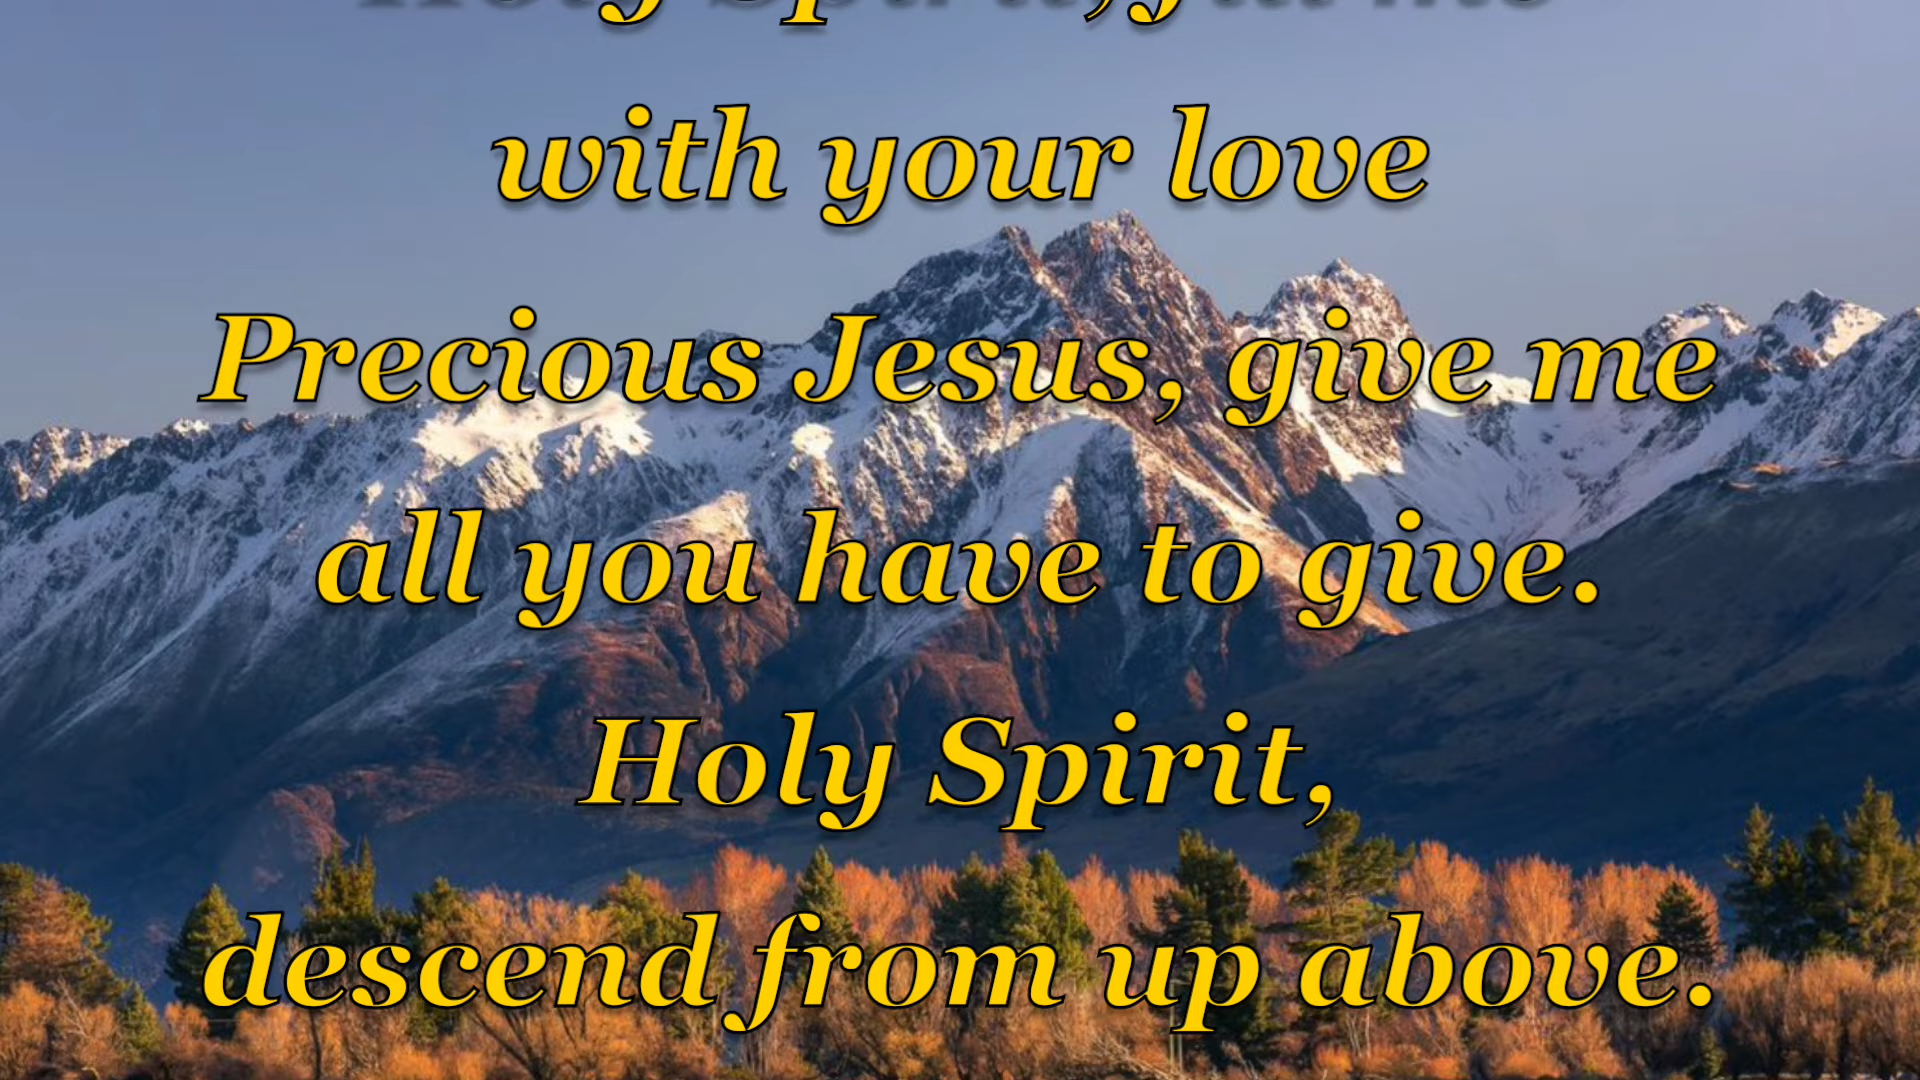 with your love
Precious Jesus, give me
all you have to give.
Holy Spirit,
descend from up above.